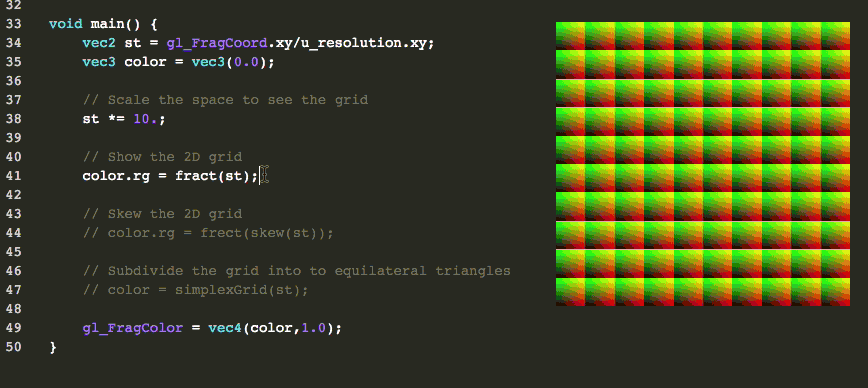 32
33 void main() {
34 vec2 st = gl_FragCoord.xy/u_resolution.xy;
35 vec3 color = vec3(0.0);
36
37 // Scale the space to see the grid
38 st *= 10.;
39
40 // Show the 2D grid
41 color.rg = fract(st);
42
43 // Skew the 2D grid
44 // color.rg = frect(skew(st));
45
46 // Subdivide the grid into to equilateral triangles
47 // color = simplexGrid(st);
48
49 gl_FragColor = vec4(color,1.0);
50 }